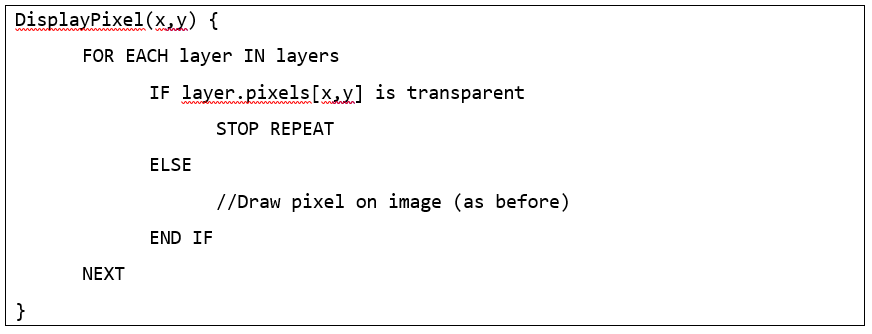 DisplayPixel(x,y) {
FOR EACH layer IN layers
IF layer.pixels[x,y] is transparent
STOP REPEAT
ELSE
//Draw pixel on image (as before)
END IF
NEXT
}